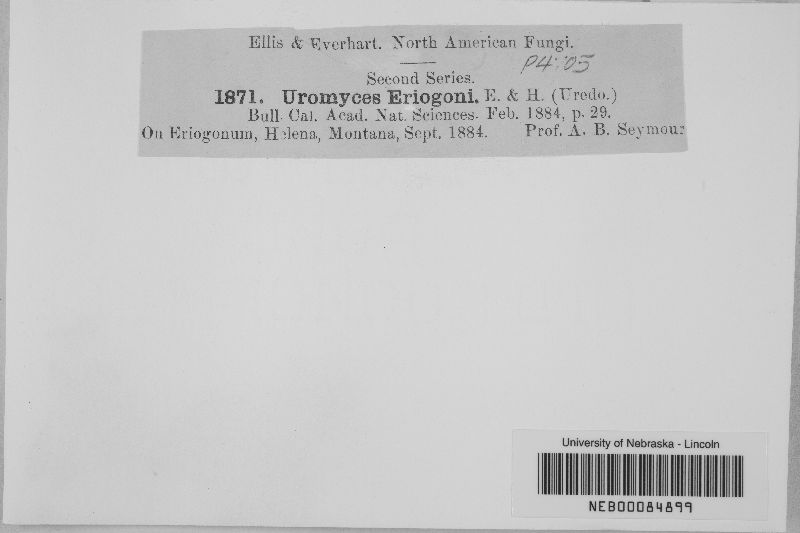 Ellis & Everhart. North American Fungi.
P4:05
Second Series.
1871. Uromyces Eriogoni. E. & H. (Uredo.)
Bull. Cal. Acad. Nat. Sciences. Feb. 1884, p. 29.
On Eriogonum, Helena, Montana, Sept. 1884. Prof. A. B. Seymour
University of Nebraska - Lincoln
NEB00084899